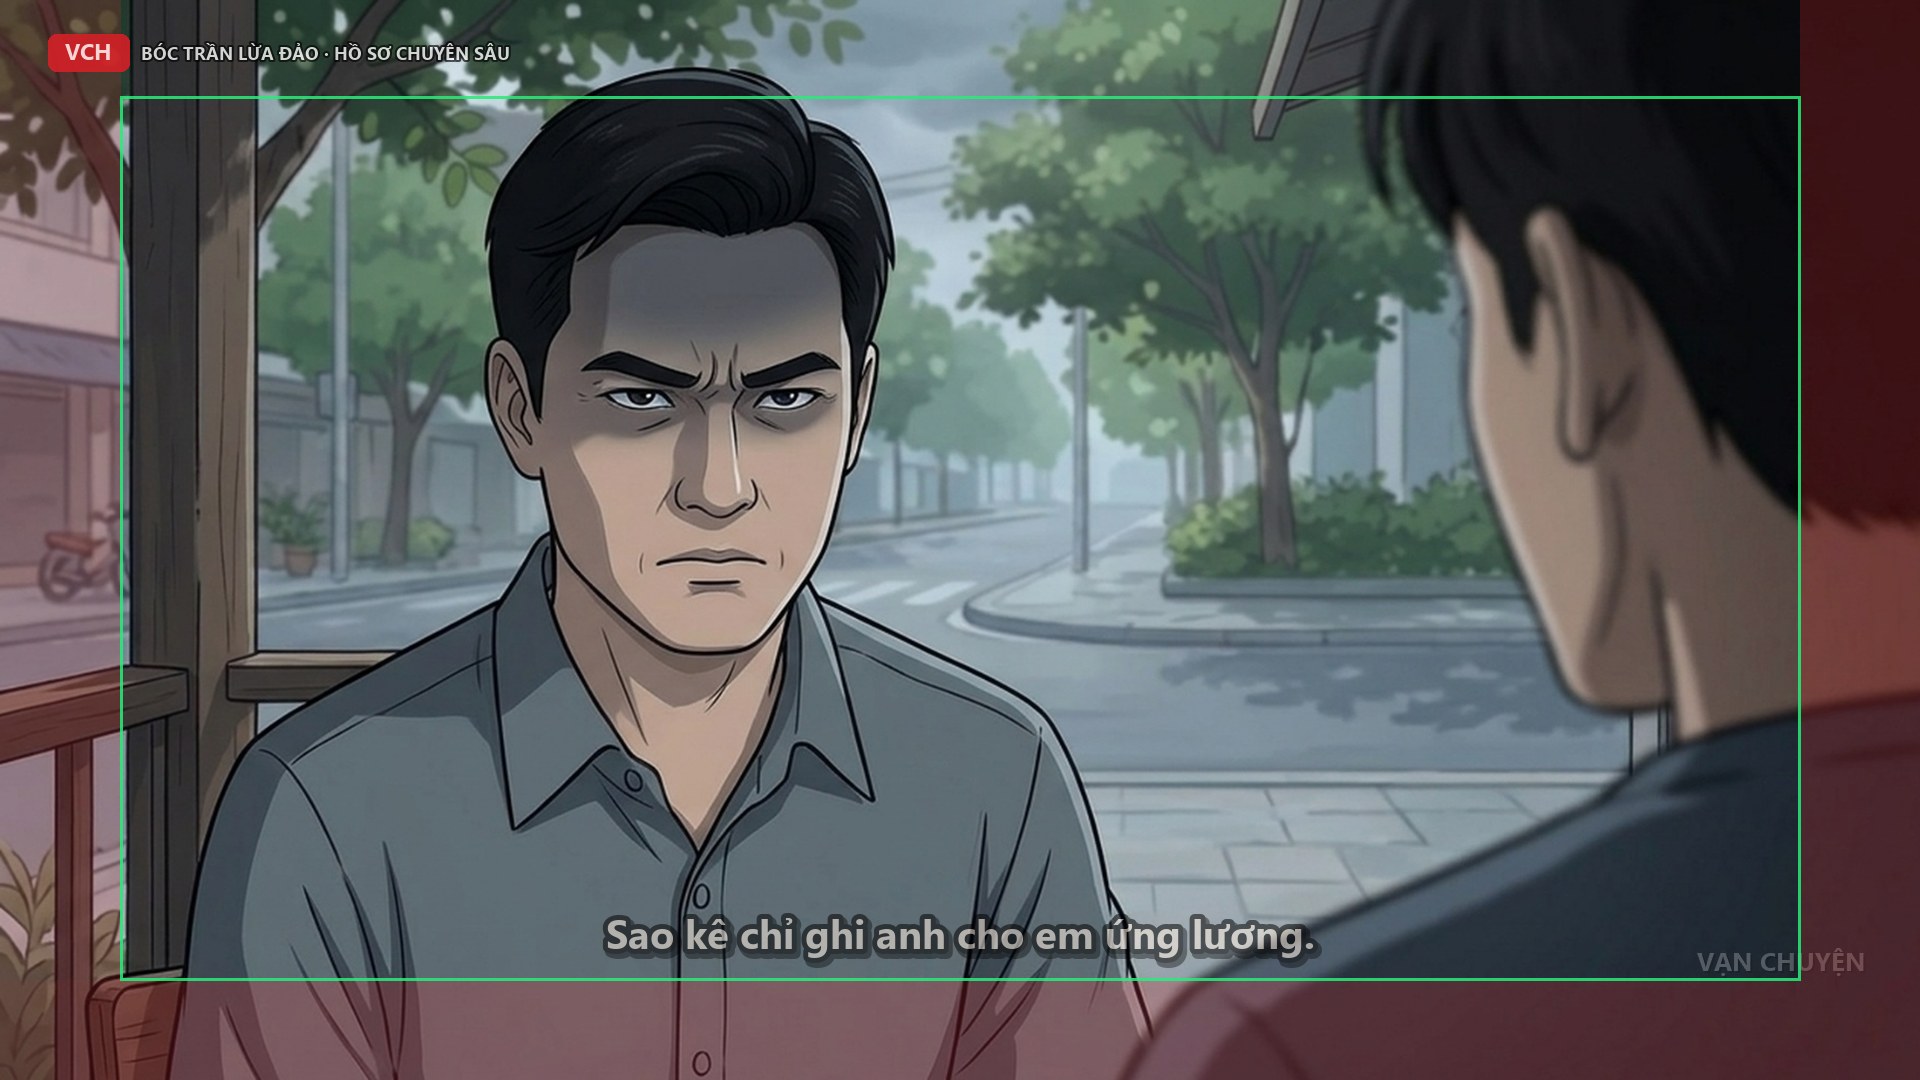 VCH BÓC TRẦN LỪA ĐẢO · HỒ SƠ CHUYÊN SÂU
Sao kê chỉ ghi anh cho em ứng lương.
VẠN CHUYỆN